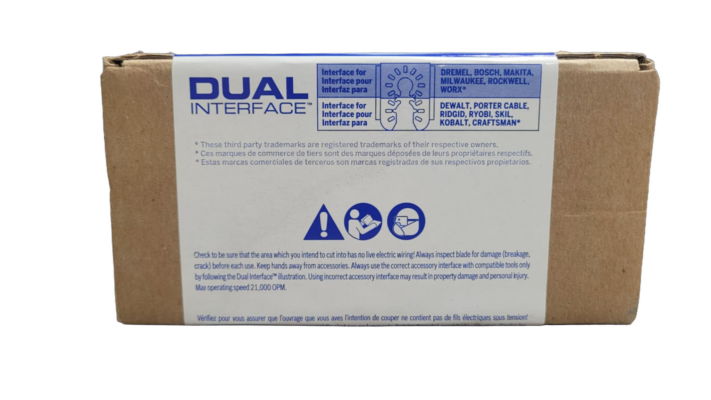 DUAL
INTERFACE™
Interface for
Interface pour
Interfaz para
DREMEL, BOSCH, MAKITA,
MILWAUKEE, ROCKWELL,
WORX*
Interface for
Interface pour
Interfaz para
DEWALT, PORTER CABLE,
RIDGID, RYOBI, SKIL,
KOBALT, CRAFTSMAN*
* These third party trademarks are registered trademarks of their respective owners.
* Ces marques de commerce de tiers sont des marques déposées de leurs propriétaires respectifs.
* Estas marcas comerciales de terceros son marcas registradas de sus respectivos propietarios.
Check to be sure that the area which you intend to cut into has no live electric wiring! Always inspect blade for damage (breakage,
crack) before each use. Keep hands away from accessories. Always use the correct accessory interface with compatible tools only
by following the Dual Interface™ illustration. Using incorrect accessory interface may result in property damage and personal injury.
Max operating speed 21,000 OPM.
Vérifiez pour vous assurer que l'ouvrage que vous avez l'intention de couper ne contient pas de fils électriques sous tension!